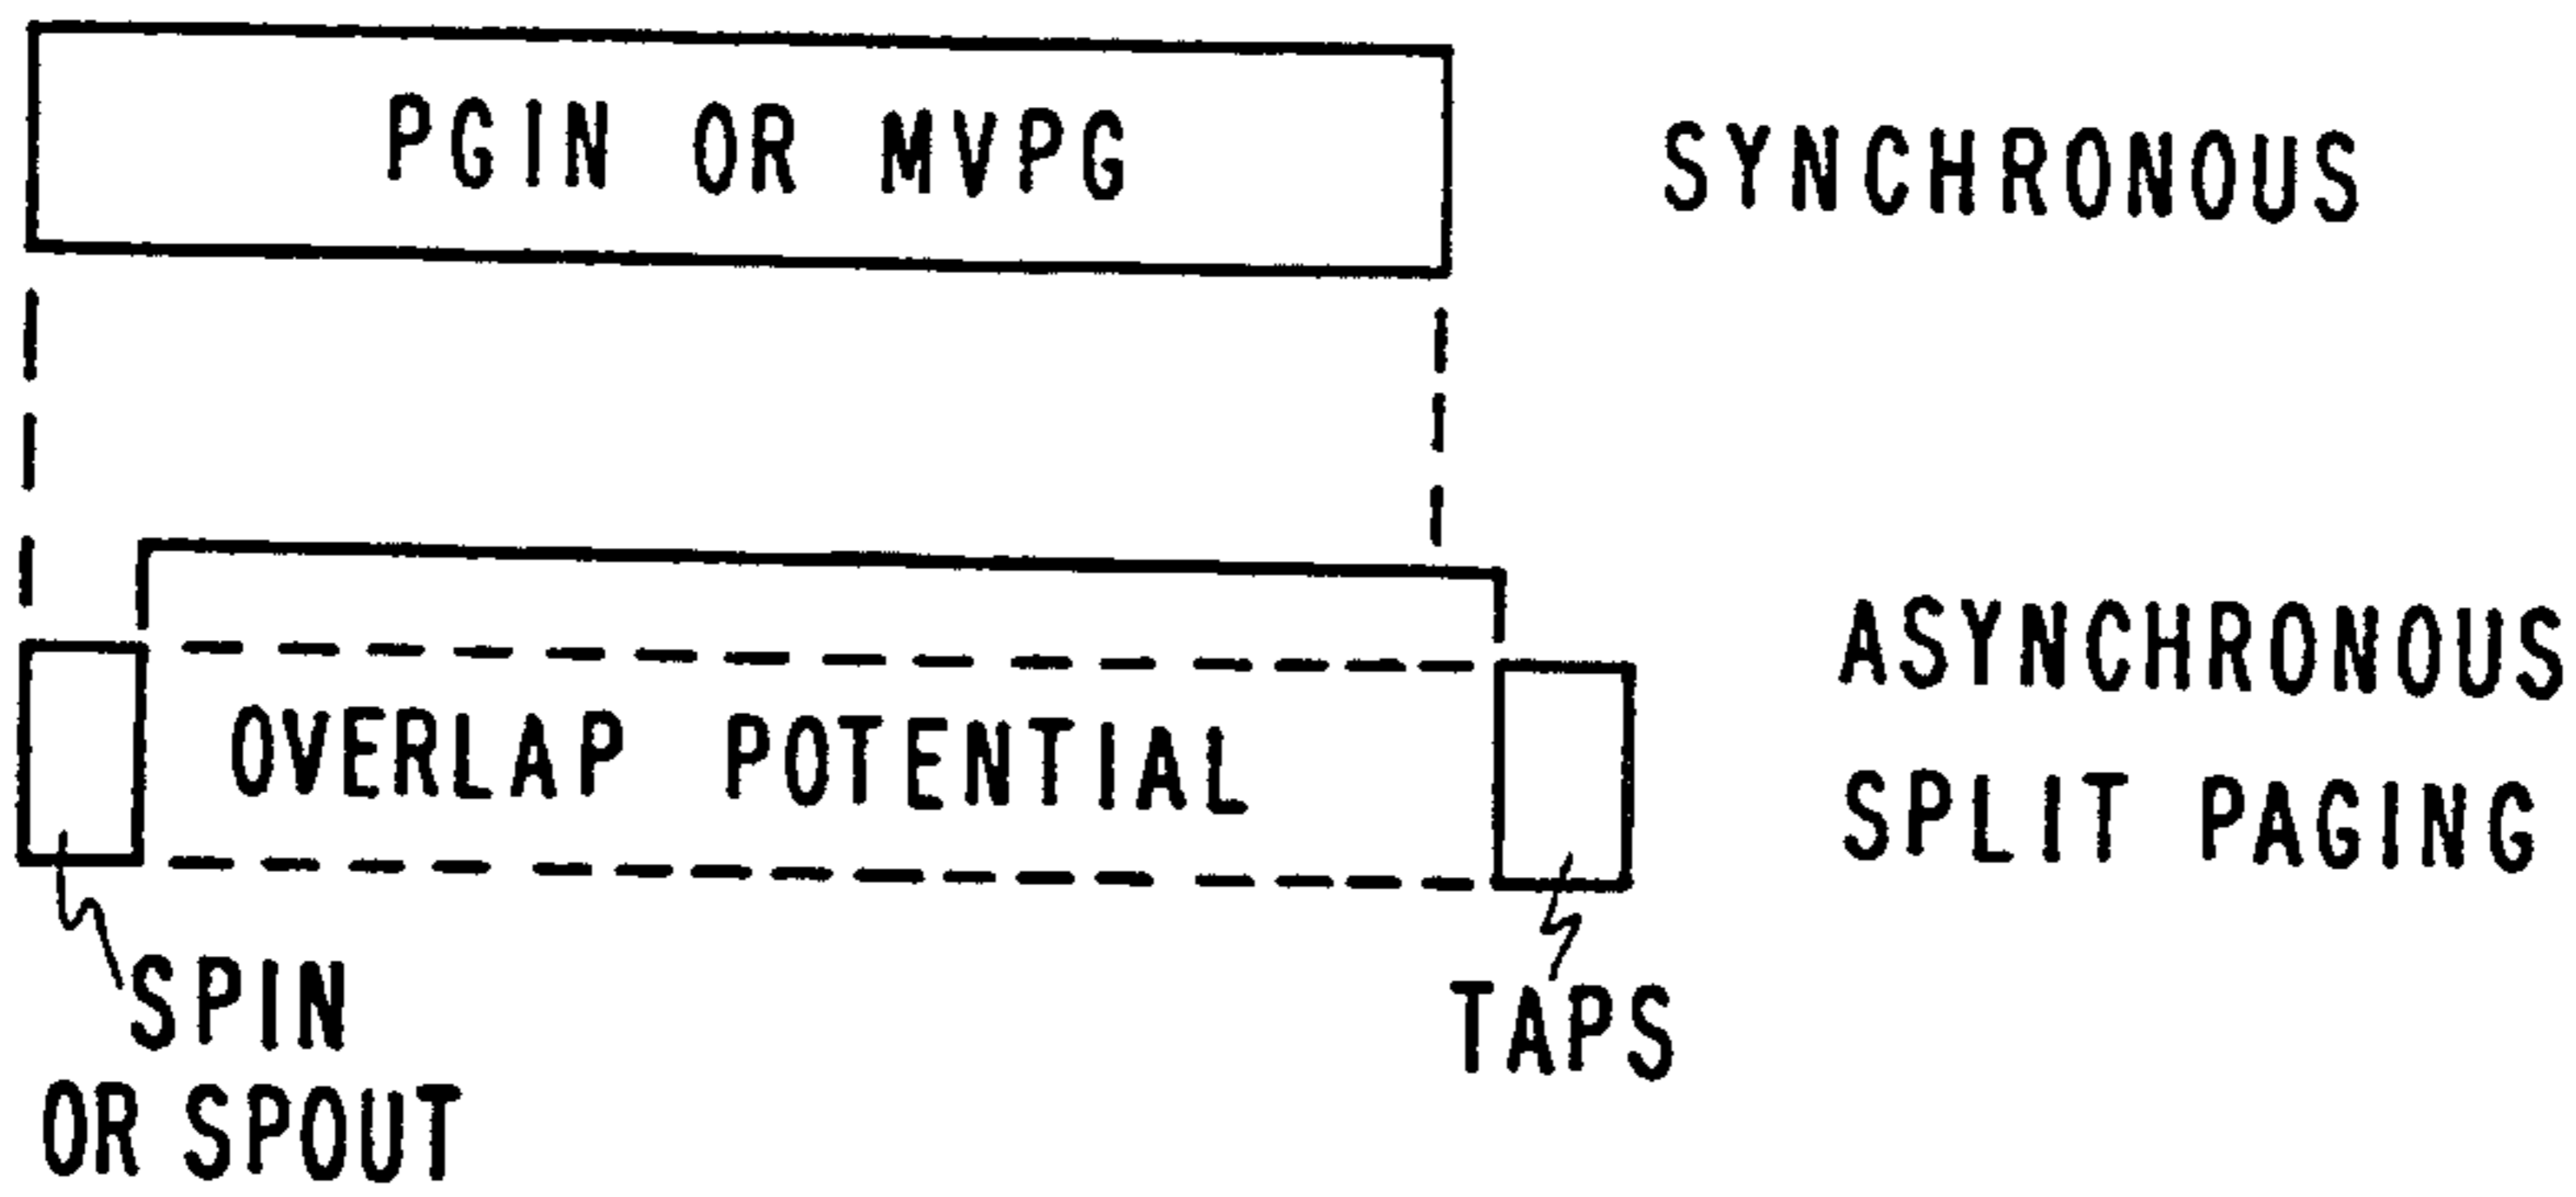 PGIN OR MVPG
SYNCHRONOUS
OVERLAP POTENTIAL
ASYNCHRONOUS
SPLIT PAGING
SPIN
OR SPOUT
TAPS